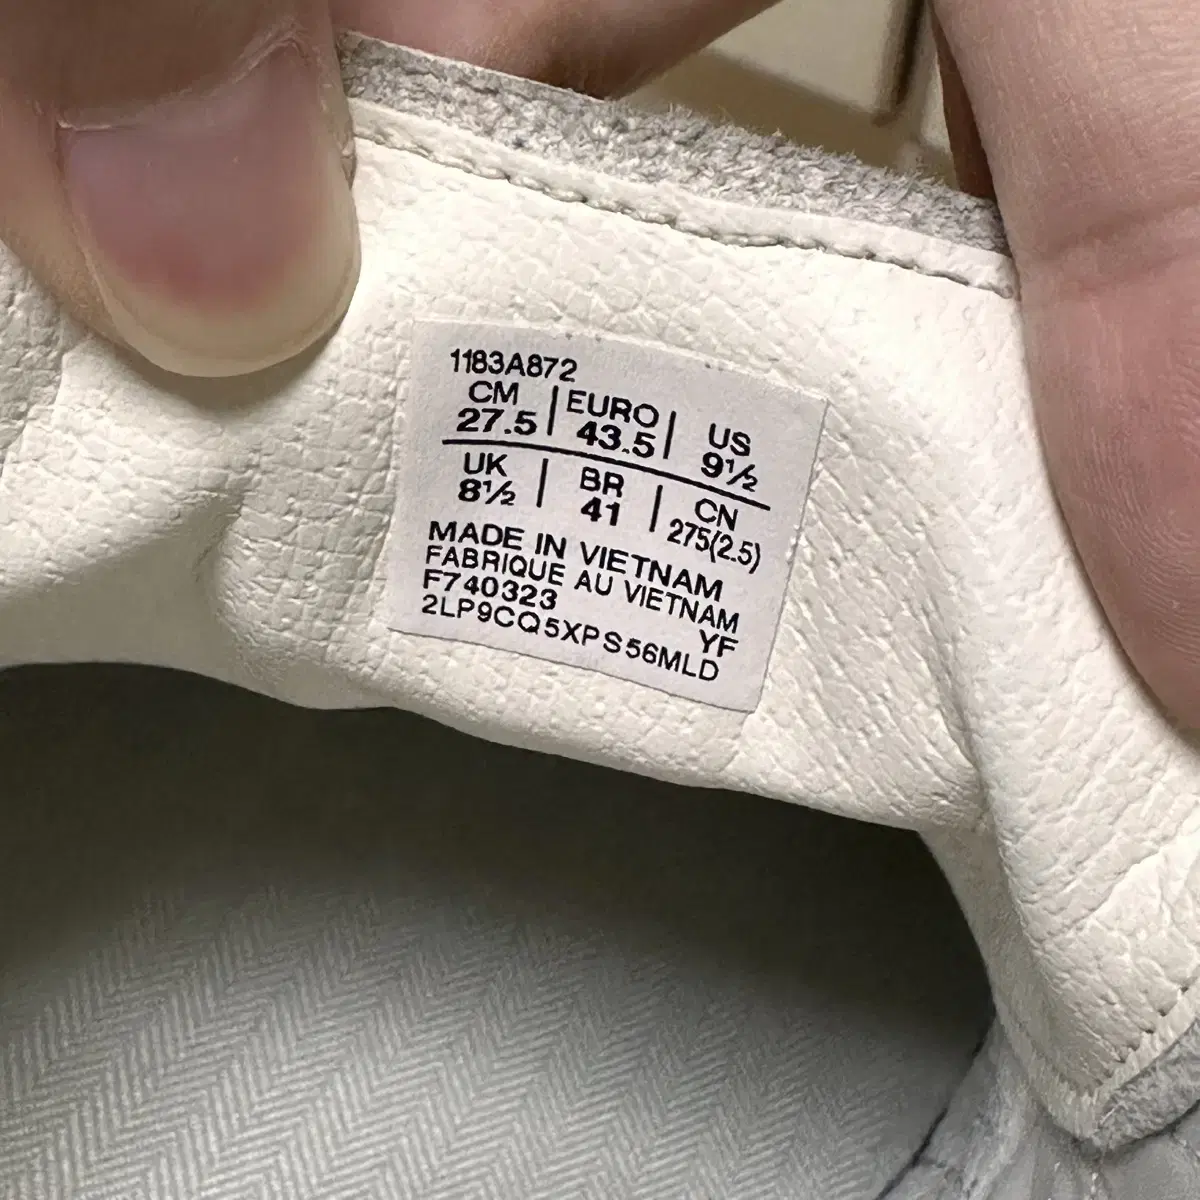 1183A872
CM | EURO | US
27.5 | 43.5 | 9½
UK | BR | CN
8½ | 41 | 275(2.5)
MADE IN VIETNAM
FABRIQUE AU VIETNAM
F740323 YF
2LP9CQ5XPS56MLD